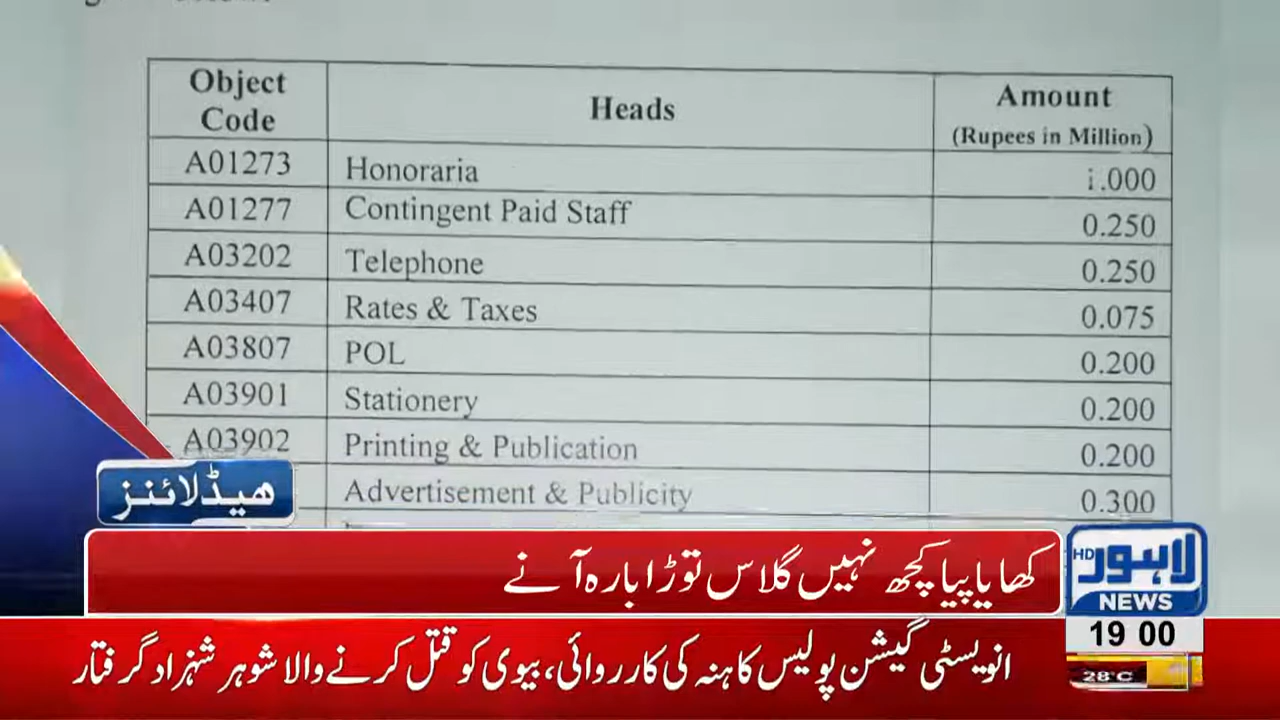 Object Code
Heads
Amount
(Rupees in Million)
A01273 Honoraria 1.000
A01277 Contingent Paid Staff 0.250
A03202 Telephone 0.250
A03407 Rates & Taxes 0.075
A03807 POL 0.200
A03901 Stationery 0.200
A03902 Printing & Publication 0.200
Advertisement & Publicity 0.300
ھیڈلائنز
کھایا پیا کچھ نہیں گلاس توڑا بارہ آنے
HD لاہور
NEWS
19 00
انویسٹی گیشن پولیس کاہنہ کی کارروائی، بیوی کو قتل کرنے والا شوہر شہزاد گرفتار
28°C